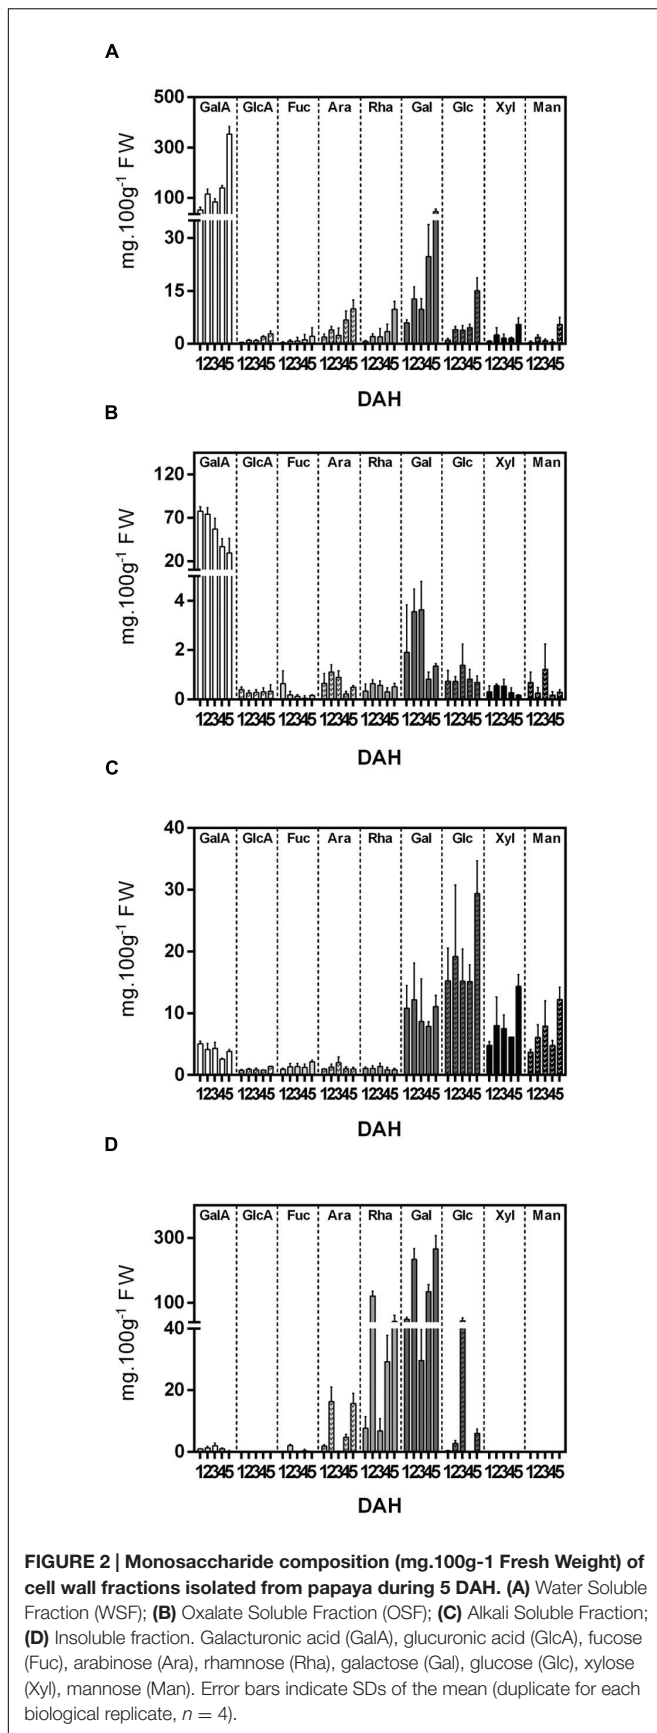 A
500
300
100
30
15
0
mg.100g-1 FW
GalA GlcA Fuc Ara Rha Gal Glc Xyl Man
12345 12345 12345 12345 12345 12345 12345 12345 12345
DAH
B
120
70
20
4
2
0
mg.100g-1 FW
GalA GlcA Fuc Ara Rha Gal Glc Xyl Man
12345 12345 12345 12345 12345 12345 12345 12345 12345
DAH
C
40
30
20
10
0
mg.100g-1 FW
GalA GlcA Fuc Ara Rha Gal Glc Xyl Man
12345 12345 12345 12345 12345 12345 12345 12345 12345
DAH
D
300
100
40
20
0
mg.100g-1 FW
GalA GlcA Fuc Ara Rha Gal Glc Xyl Man
12345 12345 12345 12345 12345 12345 12345 12345 12345
DAH
FIGURE 2 | Monosaccharide composition (mg.100g-1 Fresh Weight) of
cell wall fractions isolated from papaya during 5 DAH. (A) Water Soluble
Fraction (WSF); (B) Oxalate Soluble Fraction (OSF); (C) Alkali Soluble Fraction;
(D) Insoluble fraction. Galacturonic acid (GalA), glucuronic acid (GlcA), fucose
(Fuc), arabinose (Ara), rhamnose (Rha), galactose (Gal), glucose (Glc), xylose
(Xyl), mannose (Man). Error bars indicate SDs of the mean (duplicate for each
biological replicate, n = 4).